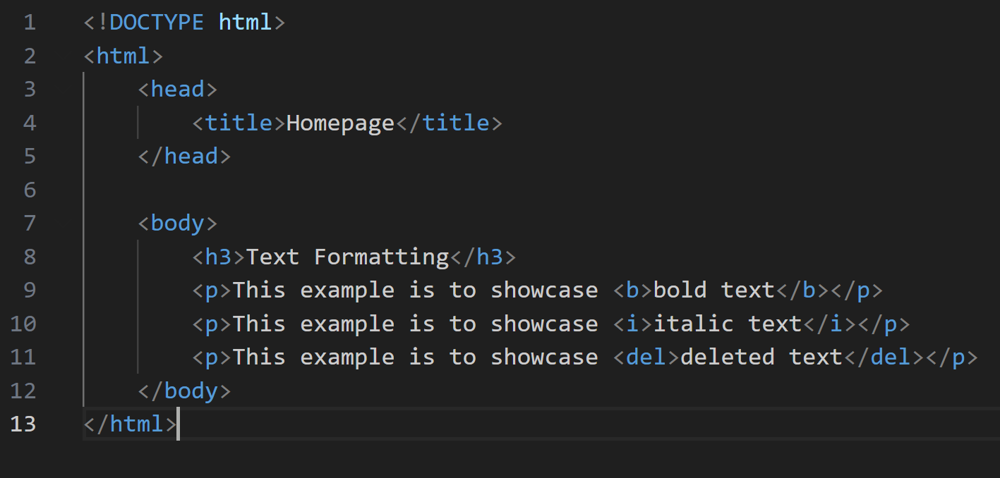 1 <!DOCTYPE html>
2 <html>
3     <head>
4         <title>Homepage</title>
5     </head>
6
7     <body>
8         <h3>Text Formatting</h3>
9         <p>This example is to showcase <b>bold text</b></p>
10         <p>This example is to showcase <i>italic text</i></p>
11         <p>This example is to showcase <del>deleted text</del></p>
12     </body>
13 </html>